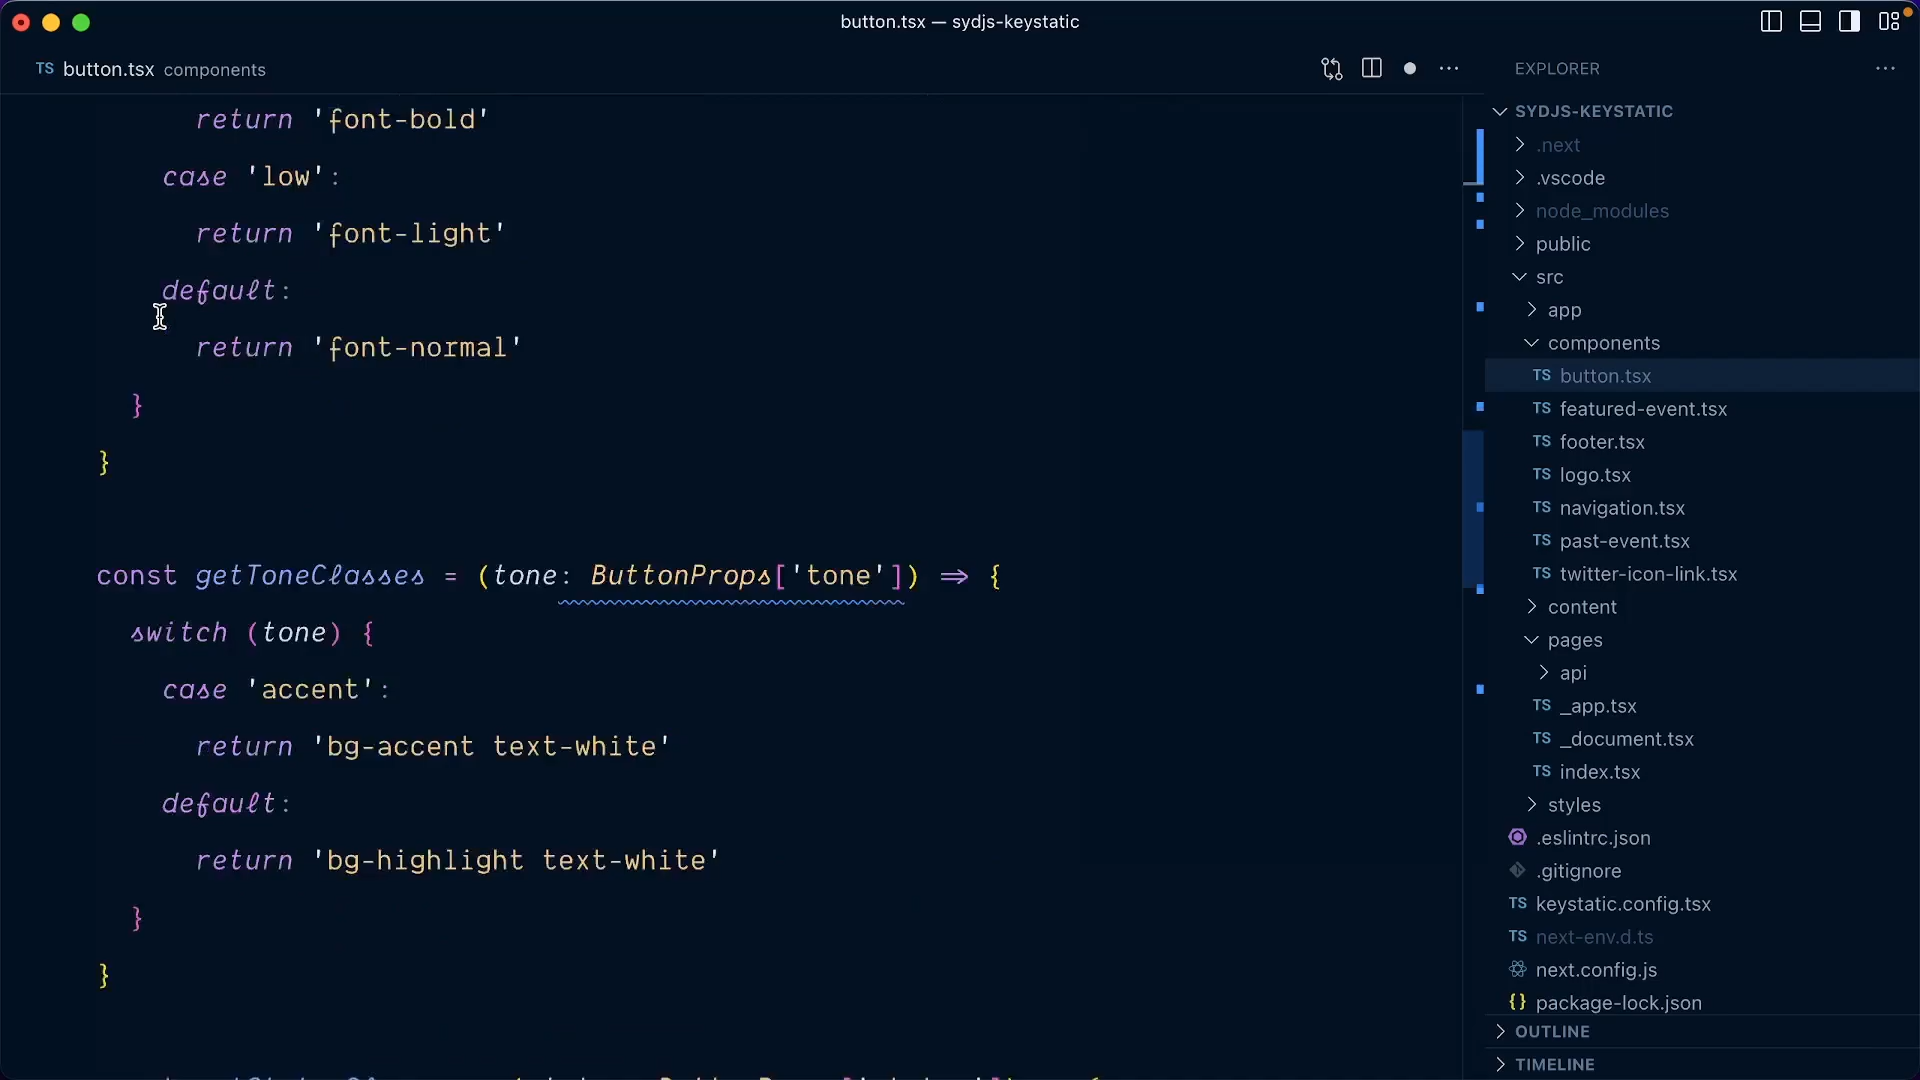 button.tsx — sydjs-keystatic
TS button.tsx components
return 'font-bold'
case 'low':
return 'font-light'
default:
return 'font-normal'
}
}
const getToneClasses = (tone: ButtonProps['tone']) => {
switch (tone) {
case 'accent':
return 'bg-accent text-white'
default:
return 'bg-highlight text-white'
}
}
EXPLORER
SYDJS-KEYSTATIC
.next
.vscode
node_modules
public
src
app
components
TS button.tsx
TS featured-event.tsx
TS footer.tsx
TS logo.tsx
TS navigation.tsx
TS past-event.tsx
TS twitter-icon-link.tsx
content
pages
api
TS _app.tsx
TS _document.tsx
TS index.tsx
styles
.eslintrc.json
.gitignore
TS keystatic.config.tsx
TS next-env.d.ts
next.config.js
{} package-lock.json
OUTLINE
TIMELINE